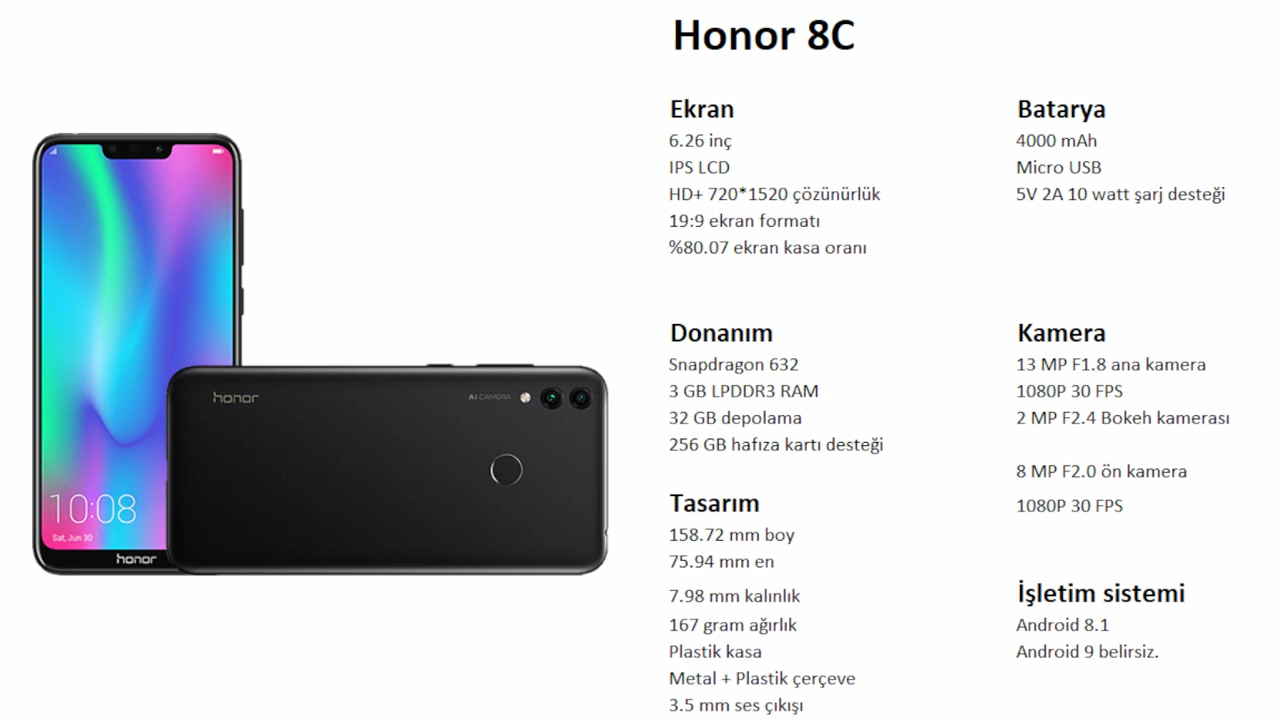 Honor 8C
Ekran
6.26 inç
IPS LCD
HD+ 720*1520 çözünürlük
19:9 ekran formatı
%80.07 ekran kasa oranı
Batarya
4000 mAh
Micro USB
5V 2A 10 watt şarj desteği
Donanım
Snapdragon 632
3 GB LPDDR3 RAM
32 GB depolama
256 GB hafıza kartı desteği
Kamera
13 MP F1.8 ana kamera
1080P 30 FPS
2 MP F2.4 Bokeh kamerası
8 MP F2.0 ön kamera
1080P 30 FPS
Tasarım
158.72 mm boy
75.94 mm en
7.98 mm kalınlık
167 gram ağırlık
Plastik kasa
Metal + Plastik çerçeve
3.5 mm ses çıkışı
İşletim sistemi
Android 8.1
Android 9 belirsiz.
10:08
Sat, Jun 30
honor
honor
AI CAMERA